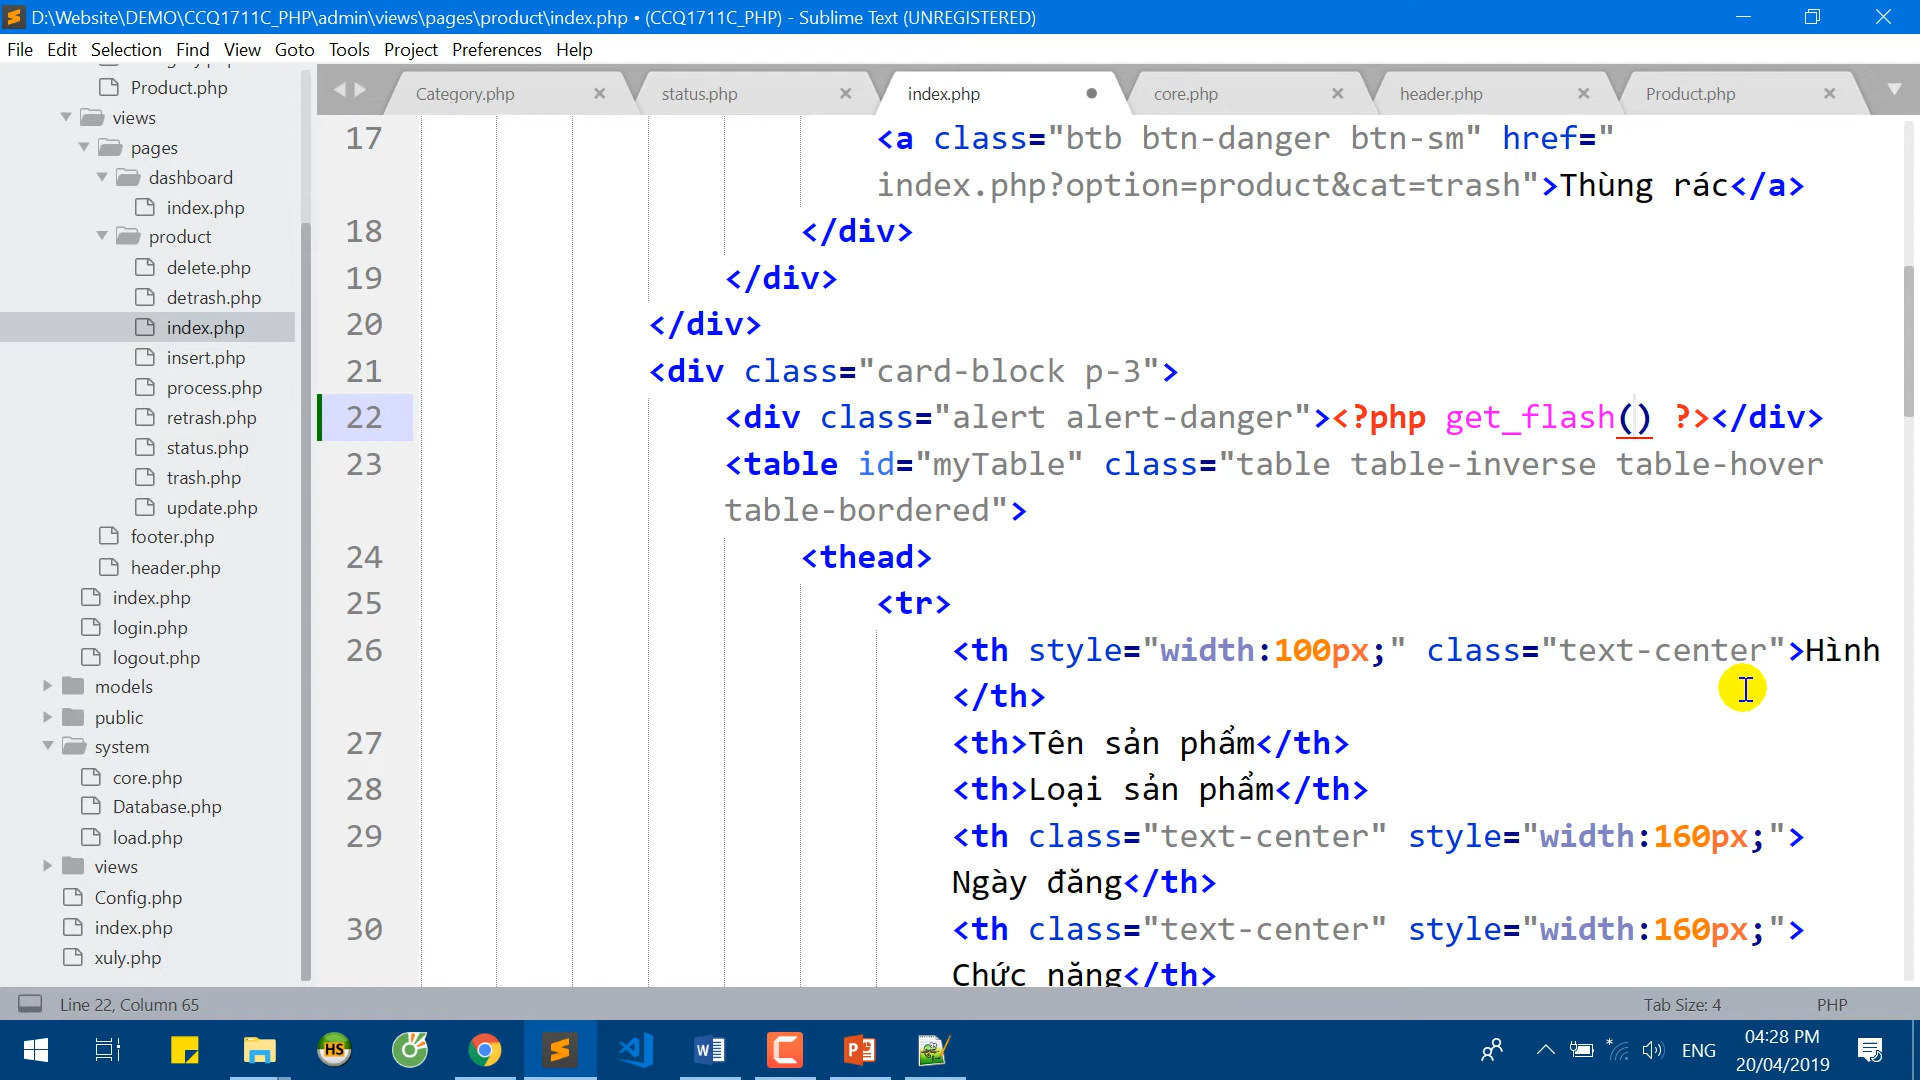 D:\Website\DEMO\CCQ1711C_PHP\admin\views\pages\product\index.php • (CCQ1711C_PHP) - Sublime Text (UNREGISTERED)
File Edit Selection Find View Goto Tools Project Preferences Help
Category.php status.php index.php core.php header.php Product.php
Product.php
views
pages
dashboard
index.php
product
delete.php
detrash.php
index.php
insert.php
process.php
retrash.php
status.php
trash.php
update.php
footer.php
header.php
index.php
login.php
logout.php
models
public
system
core.php
Database.php
load.php
views
Config.php
index.php
xuly.php
17 <a class="btb btn-danger btn-sm" href="
index.php?option=product&cat=trash">Thùng rác</a>
18 </div>
19 </div>
20 </div>
21 <div class="card-block p-3">
22 <div class="alert alert-danger"><?php get_flash() ?></div>
23 <table id="myTable" class="table table-inverse table-hover
table-bordered">
24 <thead>
25 <tr>
26 <th style="width:100px;" class="text-center">Hình
</th>
27 <th>Tên sản phẩm</th>
28 <th>Loại sản phẩm</th>
29 <th class="text-center" style="width:160px;">
Ngày đăng</th>
30 <th class="text-center" style="width:160px;">
Chức năng</th>
Line 22, Column 65 Tab Size: 4 PHP
HS
ENG
04:28 PM
20/04/2019